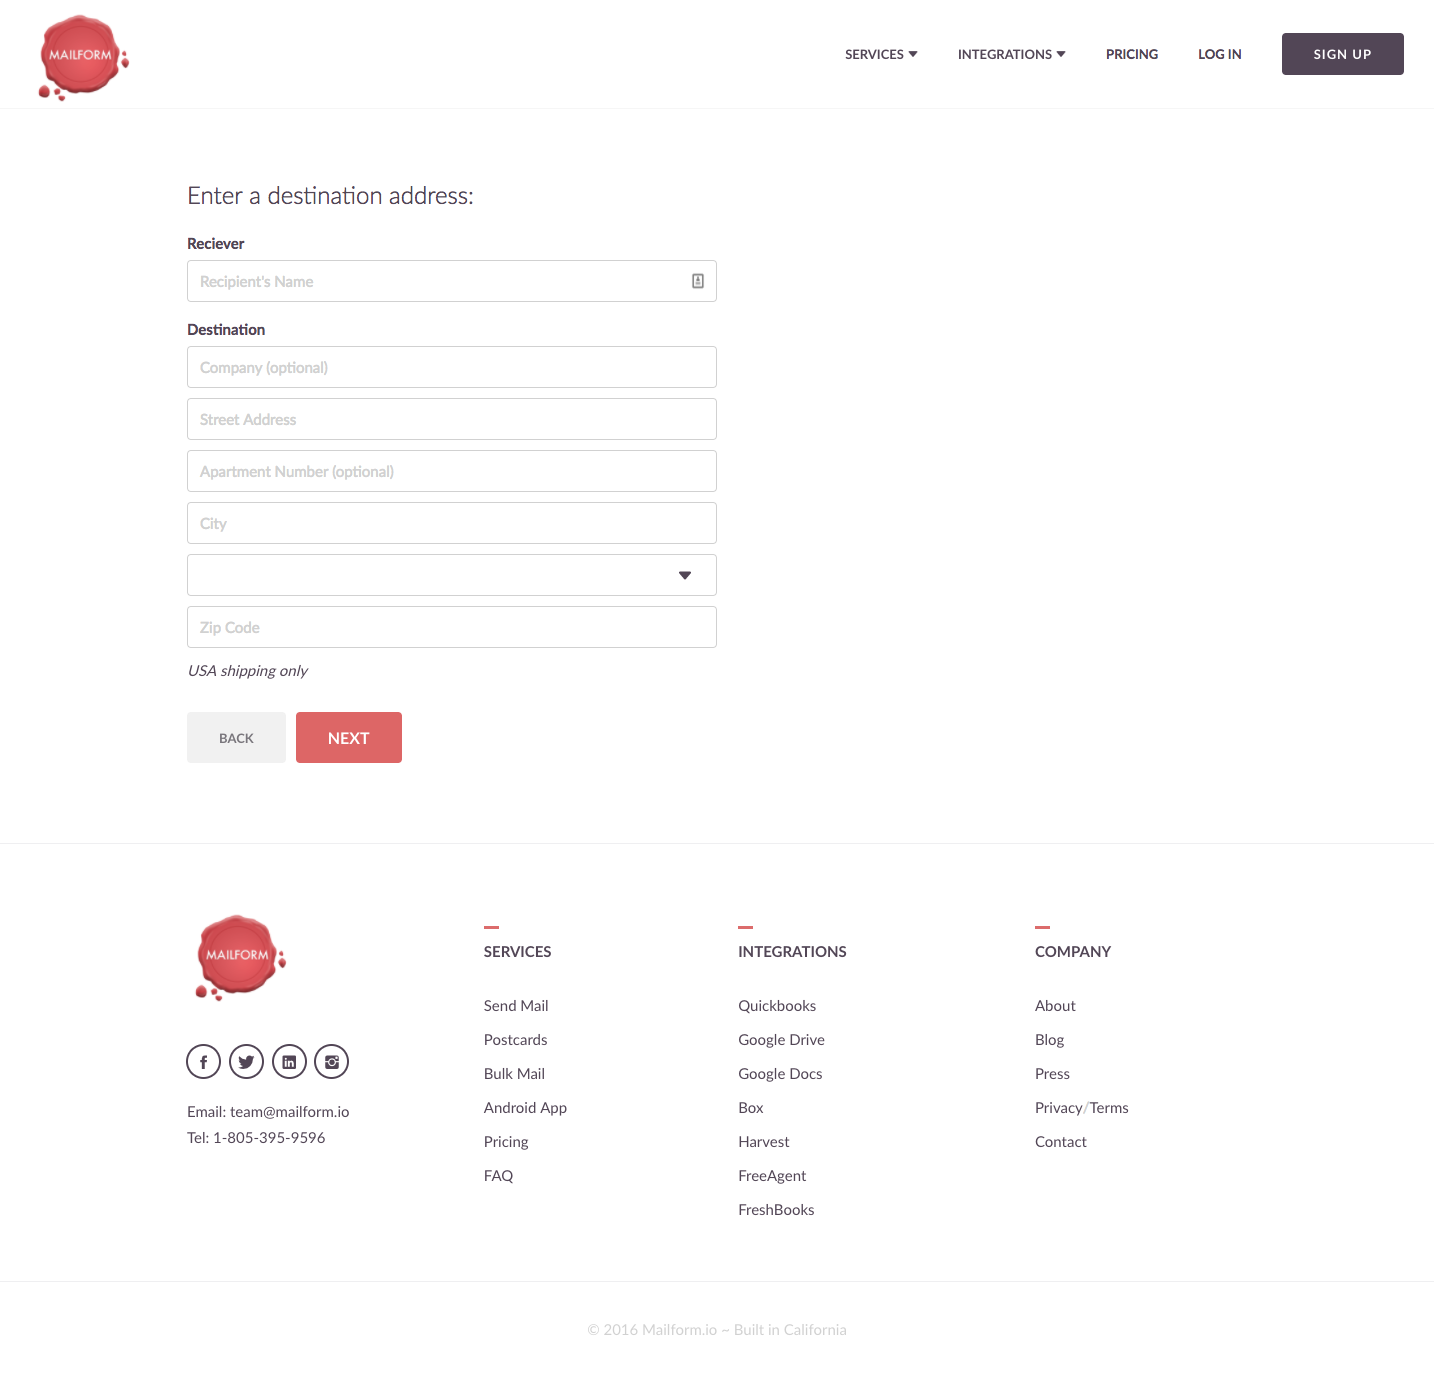 MAILFORM
SERVICES
INTEGRATIONS
PRICING
LOG IN
SIGN UP
Enter a destination address:
Reciever
Recipient's Name
Destination
Company (optional)
Street Address
Apartment Number (optional)
City
Zip Code
USA shipping only
BACK
NEXT
MAILFORM
Email: team@mailform.io
Tel: 1-805-395-9596
SERVICES
Send Mail
Postcards
Bulk Mail
Android App
Pricing
FAQ
INTEGRATIONS
Quickbooks
Google Drive
Google Docs
Box
Harvest
FreeAgent
FreshBooks
COMPANY
About
Blog
Press
Privacy/Terms
Contact
© 2016 Mailform.io ~ Built in California